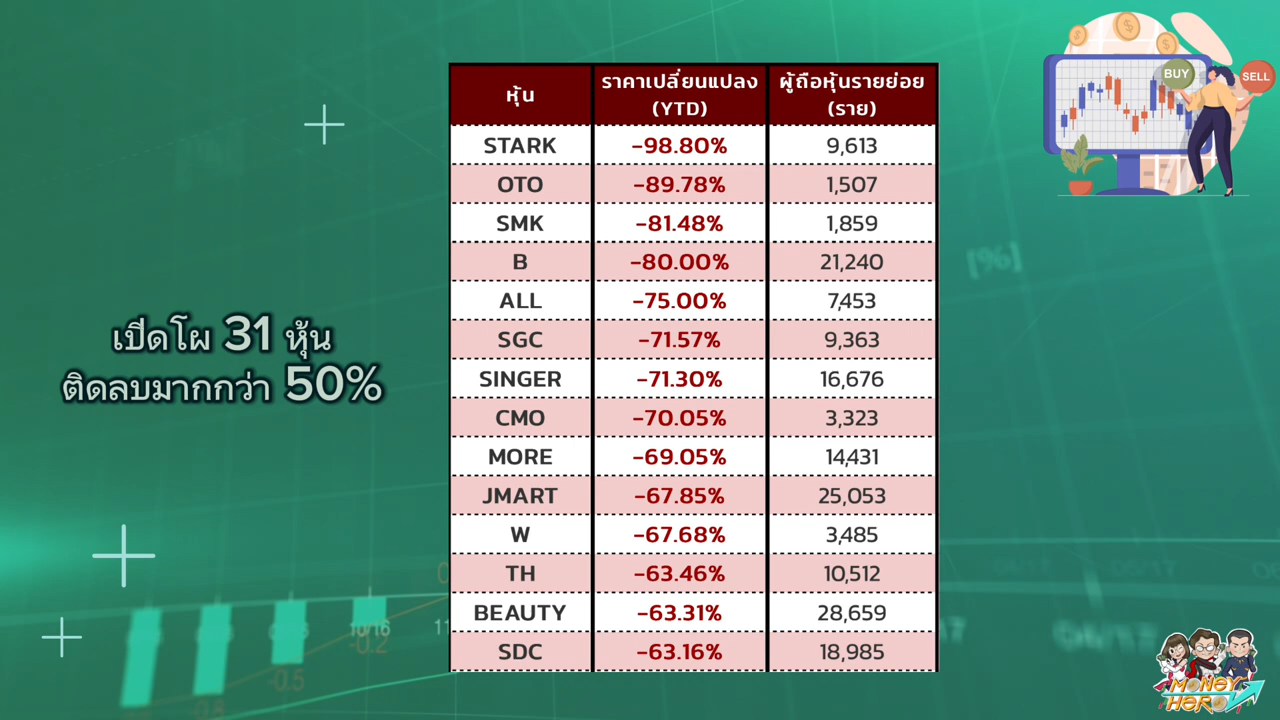 BUY
SELL
เปิดโผ 31 หุ้น
ติดลบมากกว่า 50%
หุ้น ราคาเปลี่ยนแปลง (YTD) ผู้ถือหุ้นรายย่อย (ราย)
STARK -98.80% 9,613
OTO -89.78% 1,507
SMK -81.48% 1,859
B -80.00% 21,240
ALL -75.00% 7,453
SGC -71.57% 9,363
SINGER -71.30% 16,676
CMO -70.05% 3,323
MORE -69.05% 14,431
JMART -67.85% 25,053
W -67.68% 3,485
TH -63.46% 10,512
BEAUTY -63.31% 28,659
SDC -63.16% 18,985
[%]
10/16
-0.2
-0.5
MONEY
HERO